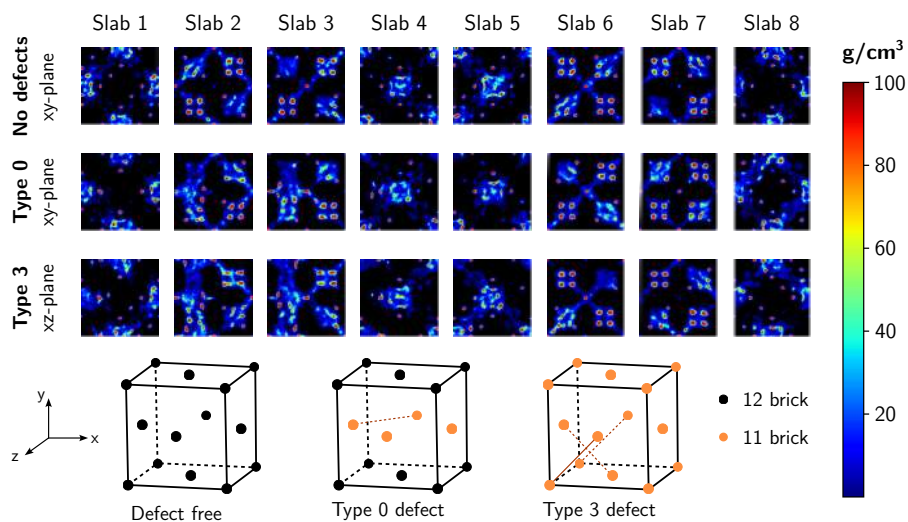 Slab 1 Slab 2 Slab 3 Slab 4 Slab 5 Slab 6 Slab 7 Slab 8
g/cm³
No defects
xy-plane
Type 0
xy-plane
Type 3
xz-plane
100
80
60
40
20
y
x
z
12 brick
11 brick
Defect free
Type 0 defect
Type 3 defect